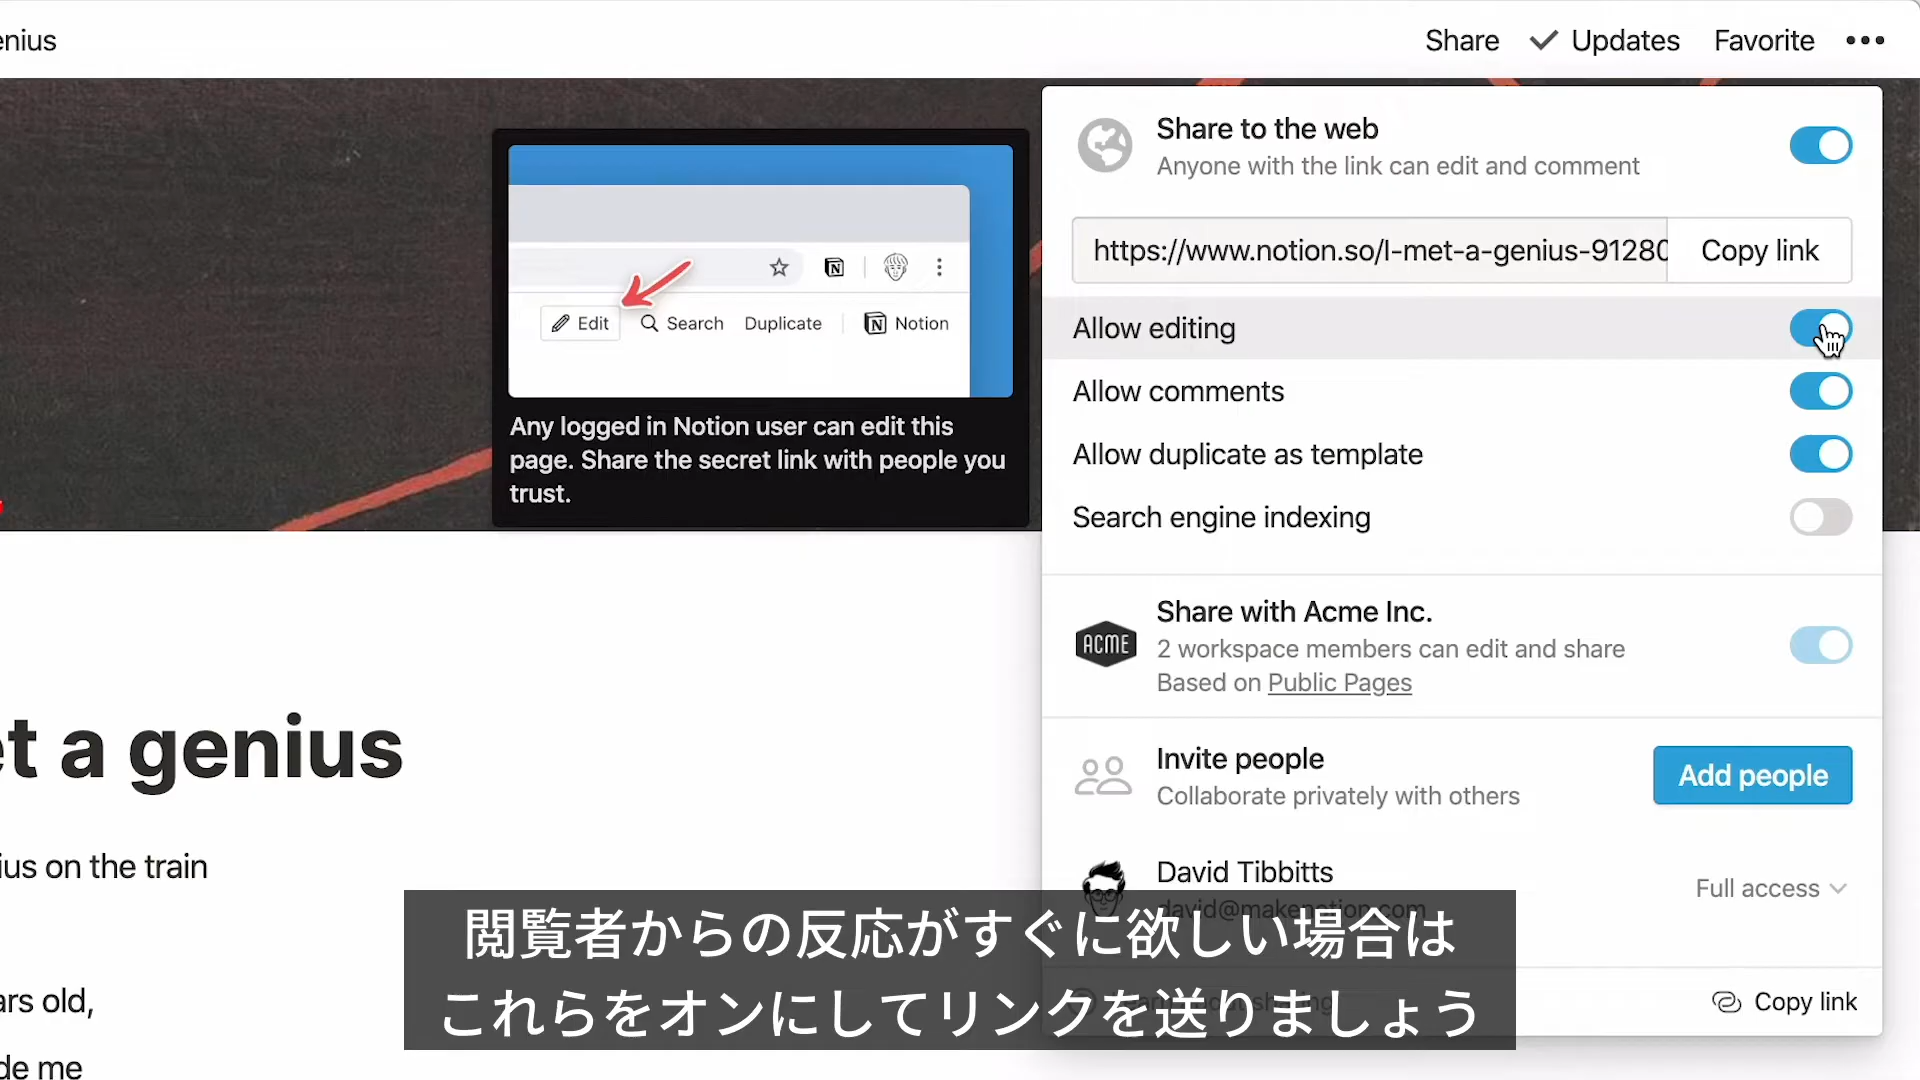 enius
Share
Updates
Favorite
Share to the web
Anyone with the link can edit and comment
https://www.notion.so/I-met-a-genius-91280
Copy link
Edit
Search
Duplicate
Notion
Any logged in Notion user can edit this
page. Share the secret link with people you
trust.
Allow editing
Allow comments
Allow duplicate as template
Search engine indexing
ACME
Share with Acme Inc.
2 workspace members can edit and share
Based on Public Pages
et a genius
Invite people
Collaborate privately with others
Add people
ius on the train
David Tibbitts
david@makenotion.com
Full access
閲覧者からの反応がすぐに欲しい場合は
これらをオンにしてリンクを送りましょう
ars old,
Copy link
de me